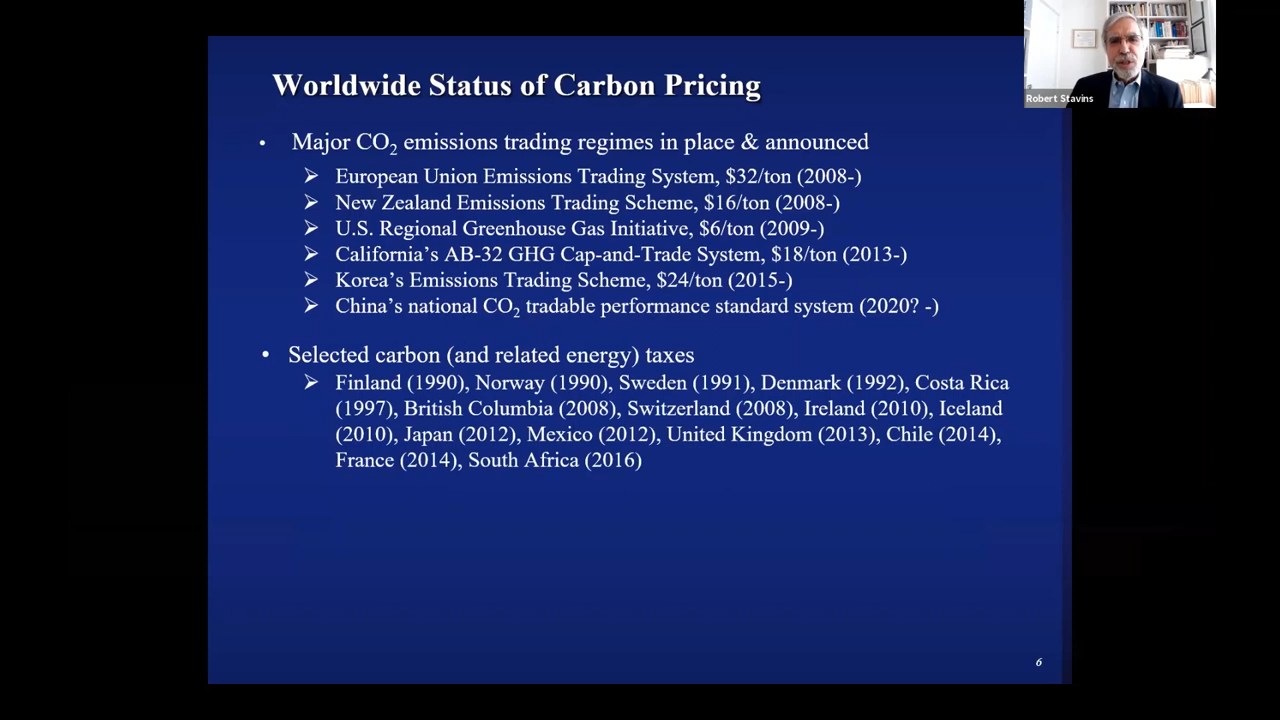 Worldwide Status of Carbon Pricing
• Major CO₂ emissions trading regimes in place & announced
➢ European Union Emissions Trading System, $32/ton (2008-)
➢ New Zealand Emissions Trading Scheme, $16/ton (2008-)
➢ U.S. Regional Greenhouse Gas Initiative, $6/ton (2009-)
➢ California’s AB-32 GHG Cap-and-Trade System, $18/ton (2013-)
➢ Korea’s Emissions Trading Scheme, $24/ton (2015-)
➢ China’s national CO₂ tradable performance standard system (2020? -)
• Selected carbon (and related energy) taxes
➢ Finland (1990), Norway (1990), Sweden (1991), Denmark (1992), Costa Rica
(1997), British Columbia (2008), Switzerland (2008), Ireland (2010), Iceland
(2010), Japan (2012), Mexico (2012), United Kingdom (2013), Chile (2014),
France (2014), South Africa (2016)
6
Robert Stavins